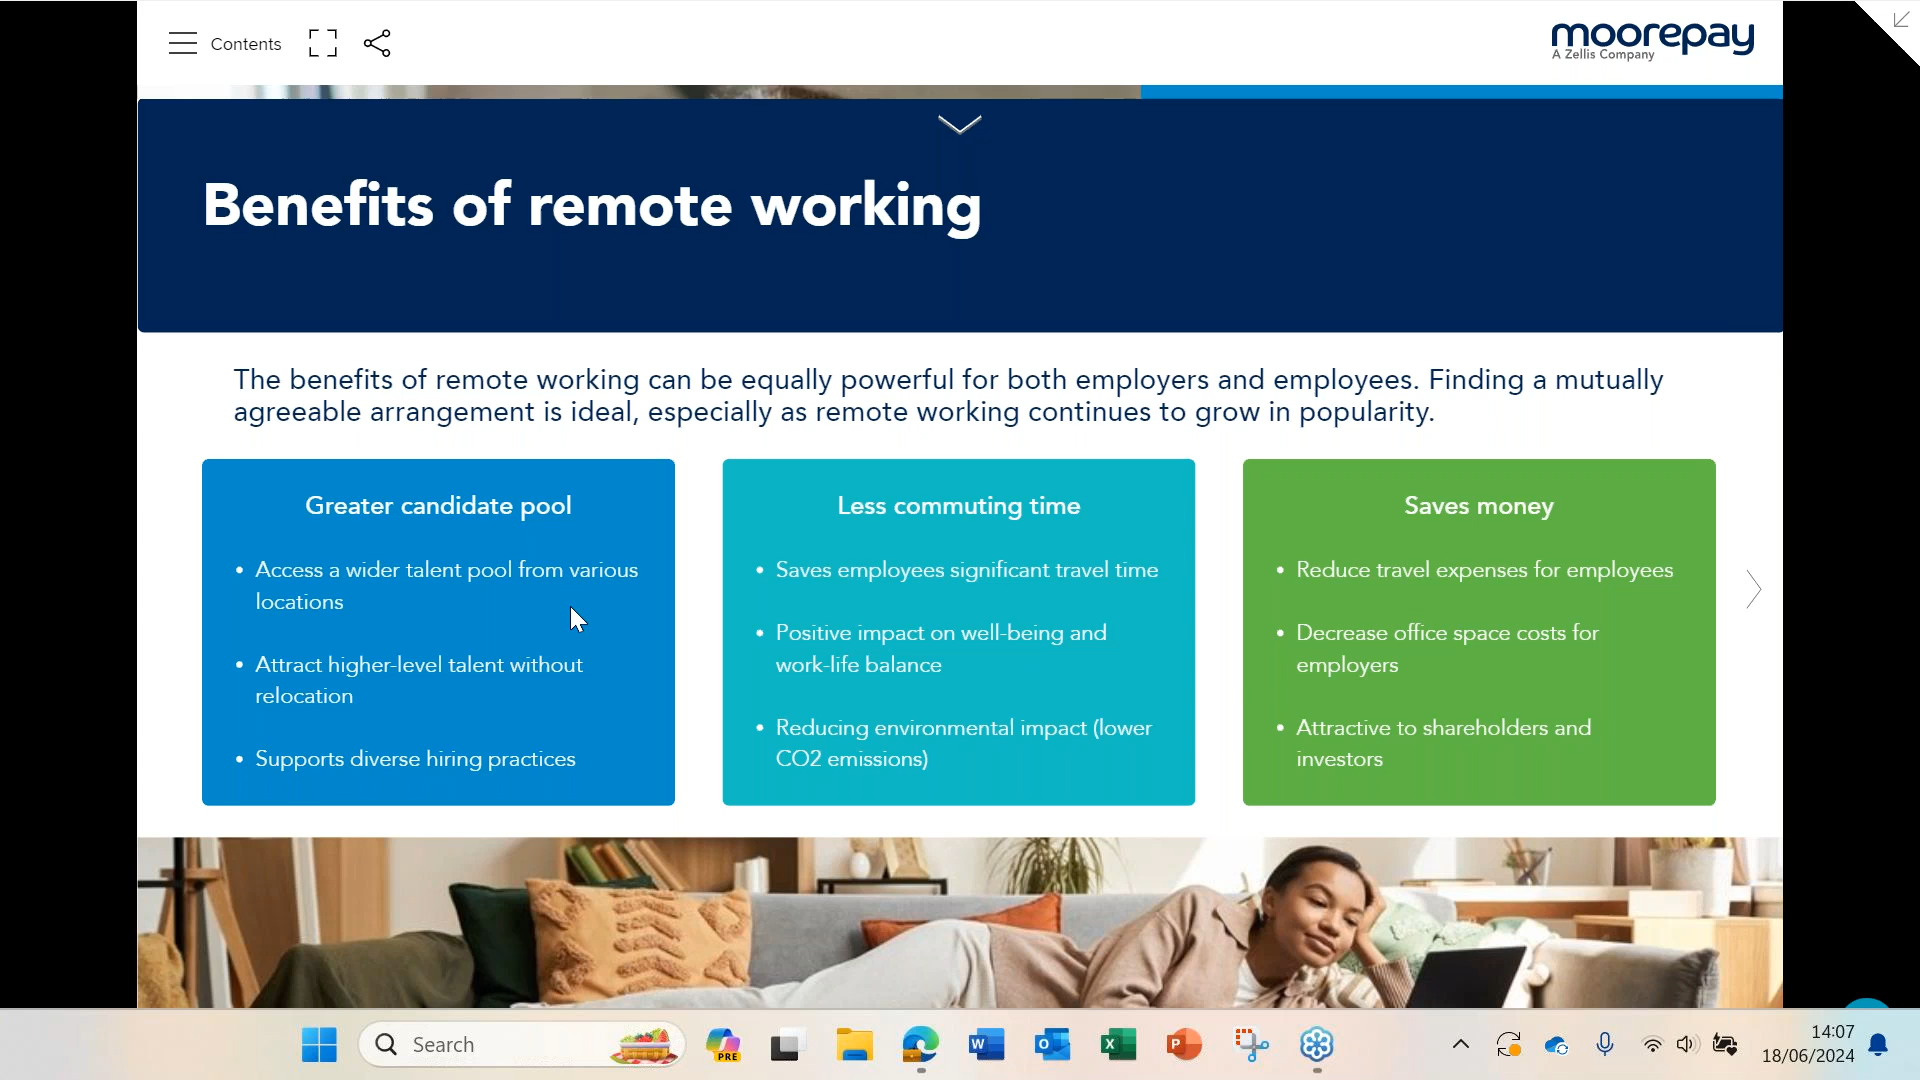 Contents
moorepay
A Zellis Company
Benefits of remote working
The benefits of remote working can be equally powerful for both employers and employees. Finding a mutually
agreeable arrangement is ideal, especially as remote working continues to grow in popularity.
Greater candidate pool
• Access a wider talent pool from various
locations
• Attract higher-level talent without
relocation
• Supports diverse hiring practices
Less commuting time
• Saves employees significant travel time
• Positive impact on well-being and
work-life balance
• Reducing environmental impact (lower
CO2 emissions)
Saves money
• Reduce travel expenses for employees
• Decrease office space costs for
employers
• Attractive to shareholders and
investors
Search
PRE
W
O
X
P
14:07
18/06/2024